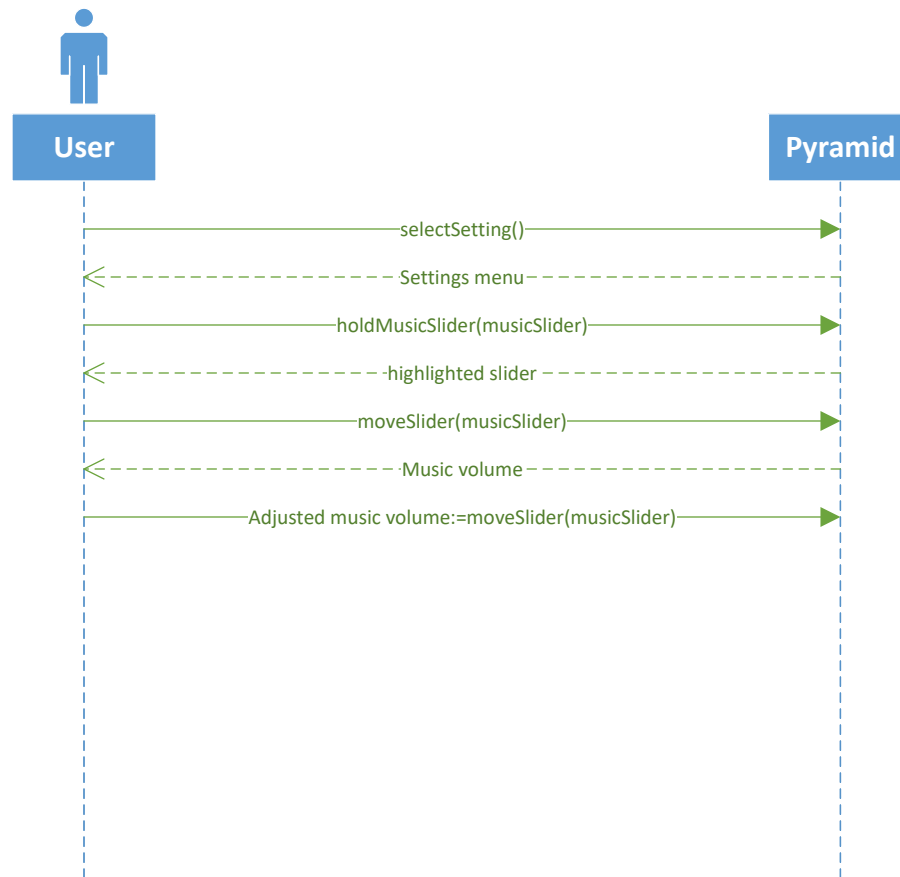 User
Pyramid
selectSetting()
Settings menu
holdMusicSlider(musicSlider)
highlighted slider
moveSlider(musicSlider)
Music volume
Adjusted music volume:=moveSlider(musicSlider)